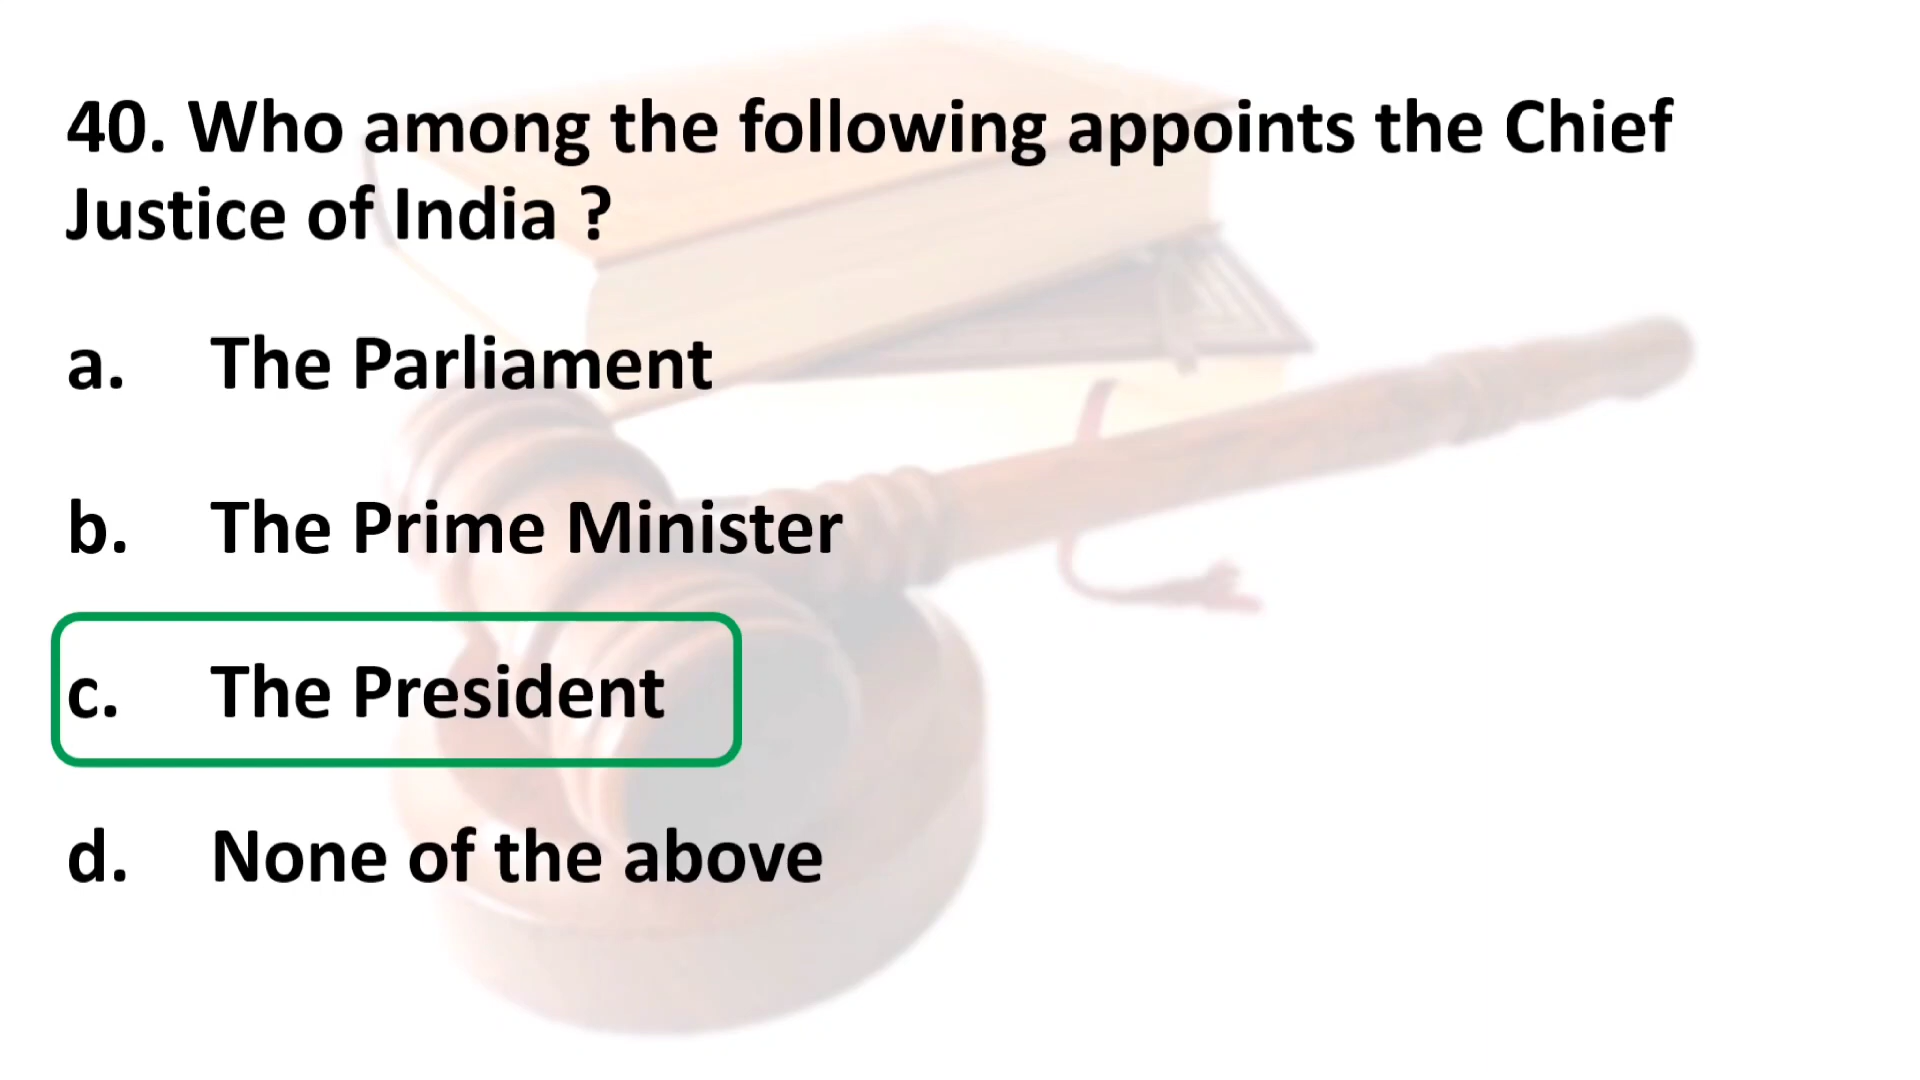 40. Who among the following appoints the Chief
Justice of India ?
a. The Parliament
b. The Prime Minister
c. The President
d. None of the above